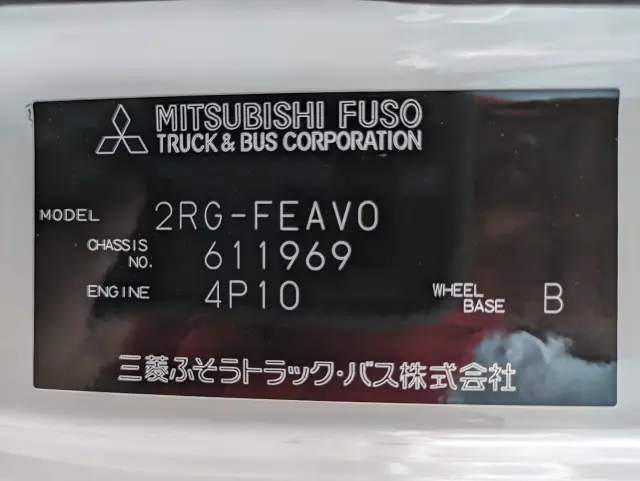 MITSUBISHI FUSO
TRUCK & BUS CORPORATION
MODEL 2RG-FEAV0
CHASSIS NO. 611969
ENGINE 4P10 WHEEL BASE B
三菱ふそうトラック・バス株式会社